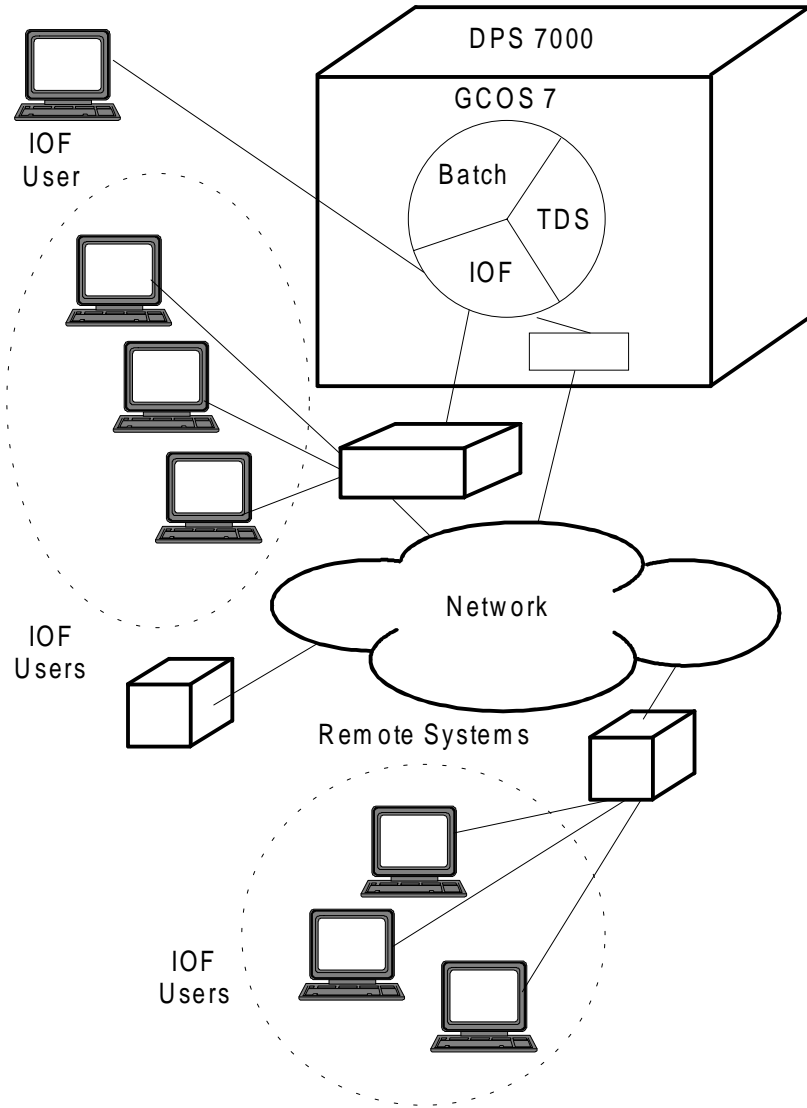 DPS 7000
GCOS 7
IOF
User
Batch
TDS
IOF
Network
IOF
Users
Remote Systems
IOF
Users